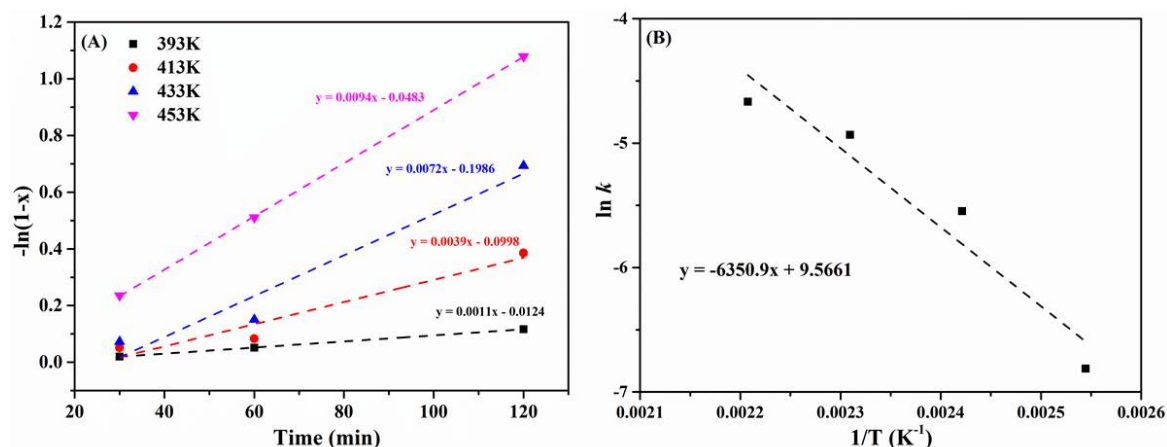 (A)
393K
413K
433K
453K
y = 0.0094x - 0.0483
y = 0.0072x - 0.1986
y = 0.0039x - 0.0998
y = 0.0011x - 0.0124
-ln(1-x)
1.2
1.0
0.8
0.6
0.4
0.2
0.0
20 40 60 80 100 120
Time (min)
(B)
y = -6350.9x + 9.5661
ln k
-4
-5
-6
-7
0.0021 0.0022 0.0023 0.0024 0.0025 0.0026
1/T (K⁻¹)